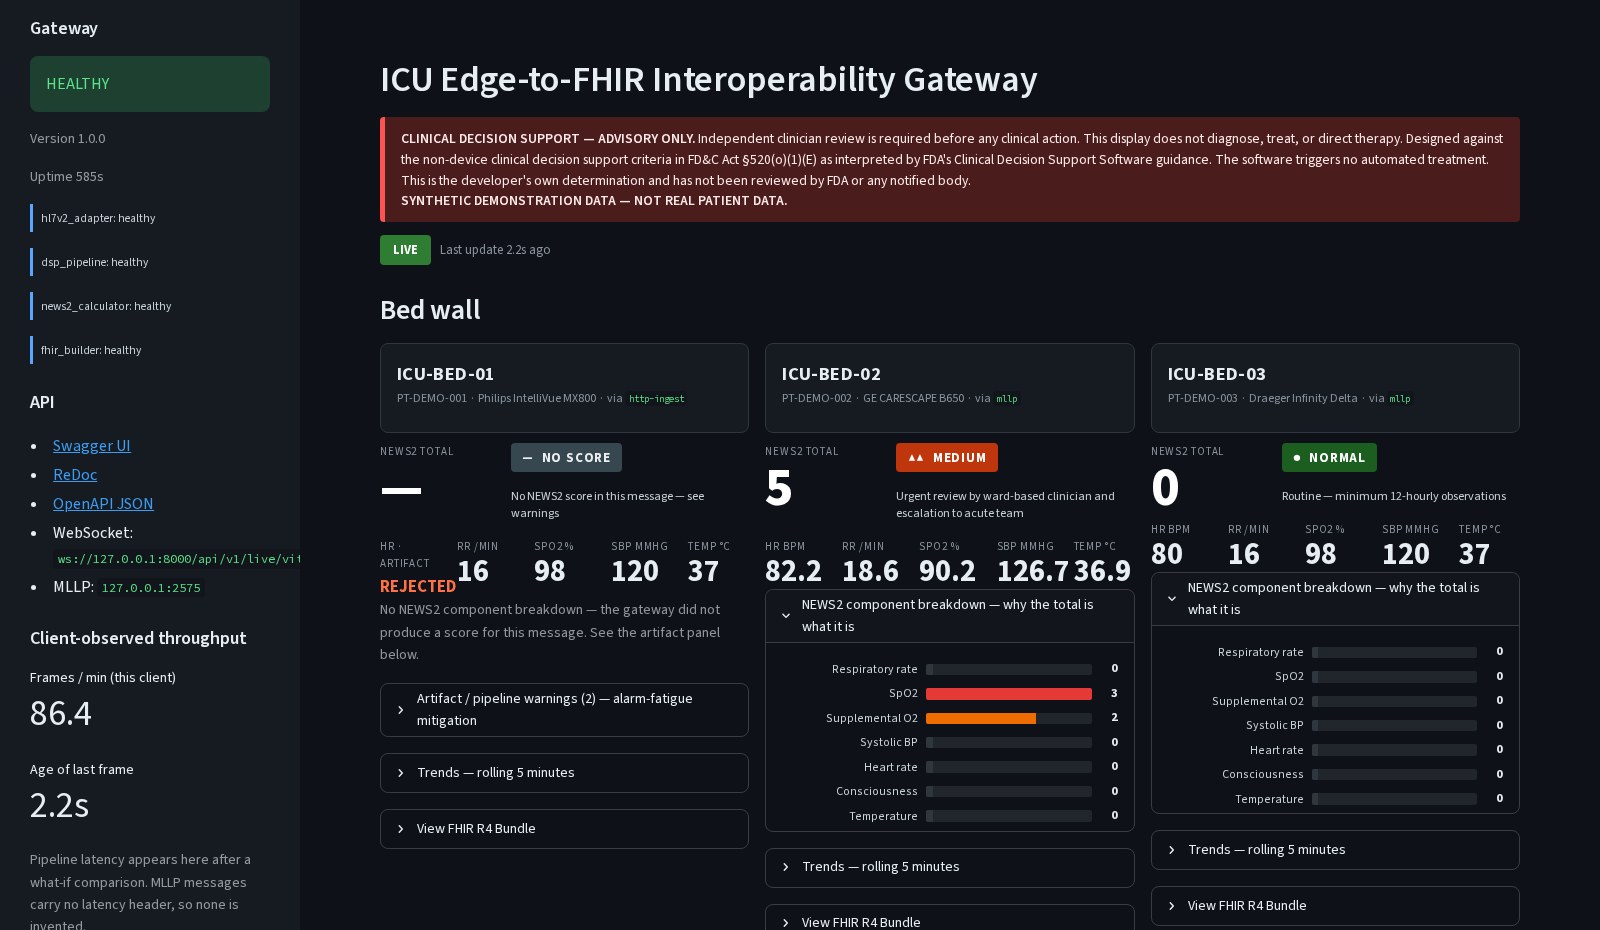 Gateway
HEALTHY
Version 1.0.0
Uptime 585s
hl7v2_adapter: healthy
dsp_pipeline: healthy
news2_calculator: healthy
fhir_builder: healthy
API
Swagger UI
ReDoc
OpenAPI JSON
WebSocket:
ws://127.0.0.1:8000/api/v1/live/vit
MLLP: 127.0.0.1:2575
Client-observed throughput
Frames / min (this client)
86.4
Age of last frame
2.2s
Pipeline latency appears here after a
what-if comparison. MLLP messages
carry no latency header, so none is
invented.
ICU Edge-to-FHIR Interoperability Gateway
CLINICAL DECISION SUPPORT — ADVISORY ONLY. Independent clinician review is required before any clinical action. This display does not diagnose, treat, or direct therapy. Designed against
the non-device clinical decision support criteria in FD&C Act §520(o)(1)(E) as interpreted by FDA's Clinical Decision Support Software guidance. The software triggers no automated treatment.
This is the developer's own determination and has not been reviewed by FDA or any notified body.
SYNTHETIC DEMONSTRATION DATA — NOT REAL PATIENT DATA.
LIVE Last update 2.2s ago
Bed wall
ICU-BED-01
PT-DEMO-001 · Philips IntelliVue MX800 · via http-ingest
NEWS2 TOTAL
—
— NO SCORE
No NEWS2 score in this message — see
warnings
HR ·
ARTIFACT
REJECTED
RR /MIN
16
SPO2 %
98
SBP MMHG
120
TEMP °C
37
No NEWS2 component breakdown — the gateway did not
produce a score for this message. See the artifact panel
below.
Artifact / pipeline warnings (2) — alarm-fatigue
mitigation
Trends — rolling 5 minutes
View FHIR R4 Bundle
ICU-BED-02
PT-DEMO-002 · GE CARESCAPE B650 · via mllp
NEWS2 TOTAL
5
▲▲ MEDIUM
Urgent review by ward-based clinician and
escalation to acute team
HR BPM
82.2
RR /MIN
18.6
SPO2 %
90.2
SBP MMHG
126.7
TEMP °C
36.9
NEWS2 component breakdown — why the total is
what it is
Respiratory rate 0
SpO2 3
Supplemental O2 2
Systolic BP 0
Heart rate 0
Consciousness 0
Temperature 0
Trends — rolling 5 minutes
View FHIR R4 Bundle
ICU-BED-03
PT-DEMO-003 · Draeger Infinity Delta · via mllp
NEWS2 TOTAL
0
● NORMAL
Routine — minimum 12-hourly observations
HR BPM
80
RR /MIN
16
SPO2 %
98
SBP MMHG
120
TEMP °C
37
NEWS2 component breakdown — why the total is
what it is
Respiratory rate 0
SpO2 0
Supplemental O2 0
Systolic BP 0
Heart rate 0
Consciousness 0
Temperature 0
Trends — rolling 5 minutes
View FHIR R4 Bundle